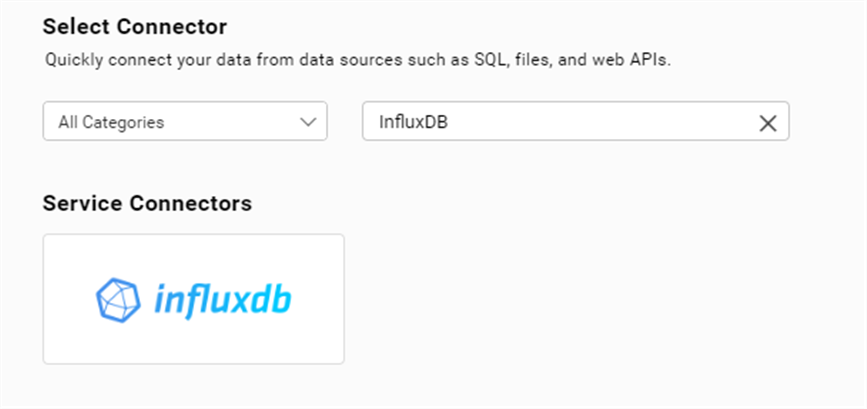 Select Connector
Quickly connect your data from data sources such as SQL, files, and web APIs.
All Categories
InfluxDB
Service Connectors
influxdb